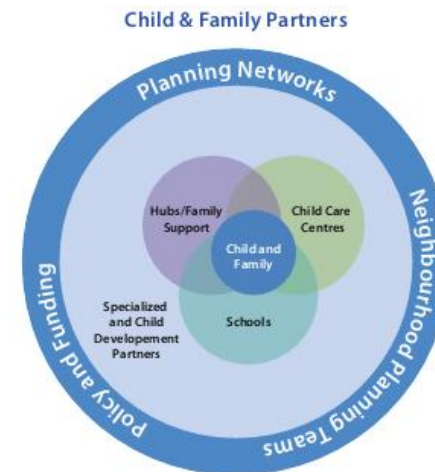 Child & Family Partners
Planning Networks
Hubs/Family
Support
Child Care
Centres
Child and
Family
Specialized
and Child
Developement
Partners
Schools
Policy and Funding
Neighbourhood Planning Teams